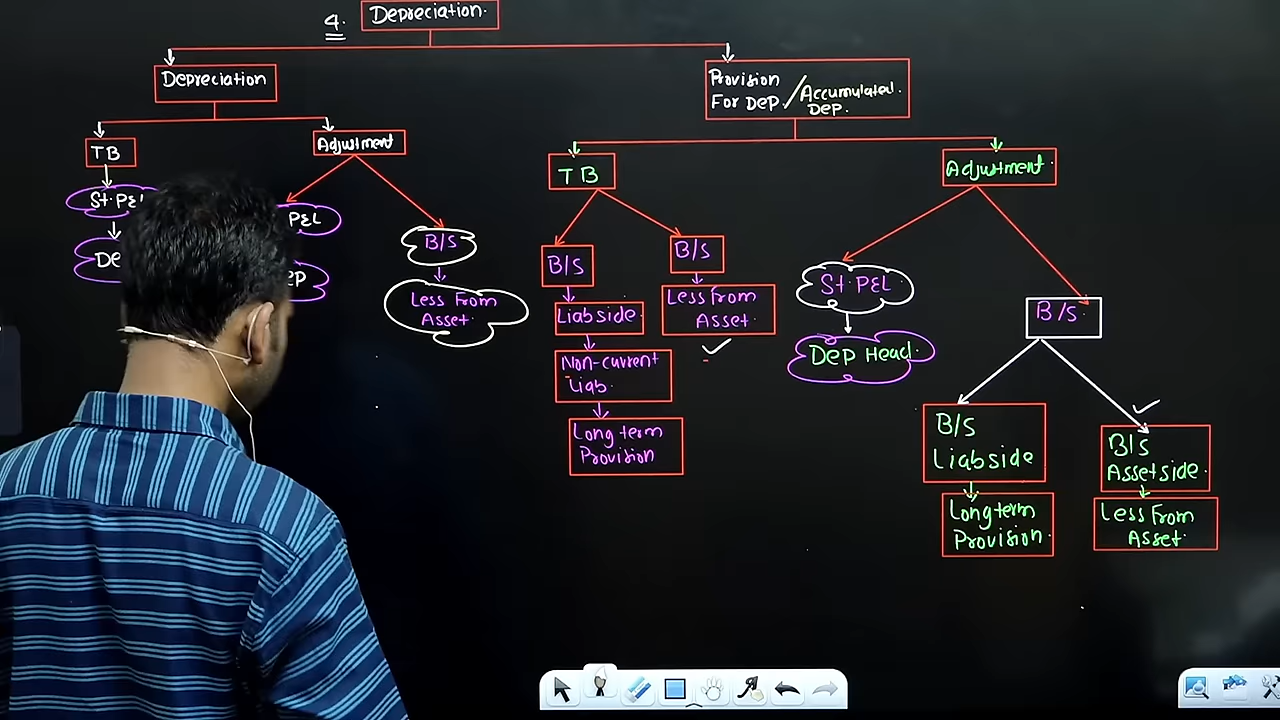 4. Depreciation.
Depreciation
Provision
For Dep. / Accumulated
Dep.
TB
Adjustment
TB
Adjustment
B/S
B/S
B/S
Less From
Asset
Liab side.
Non-current
Liab.
Long term
Provision
Less from
Asset.
St. P&L
P&L
St. P&L
Dep Head.
B/S
B/S
Liab side
Long term
Provision
B/S
Asset side.
Less From
Asset.